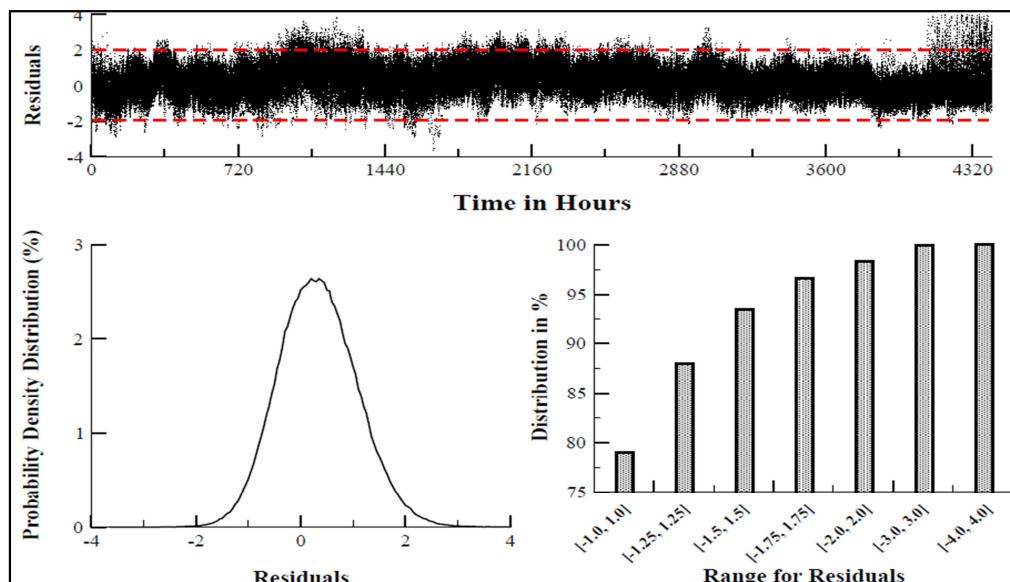 4
2
0
-2
-4
Residuals
0 720 1440 2160 2880 3600 4320
Time in Hours
3
2
1
0
Probability Density Distribution (%)
-4 -2 0 2 4
Residuals
100
95
90
85
80
75
Distribution in %
|-1.0, 1.0|
|-1.25, 1.25|
|-1.5, 1.5|
|-1.75, 1.75|
|-2.0, 2.0|
|-3.0, 3.0|
|-4.0, 4.0|
Range for Residuals